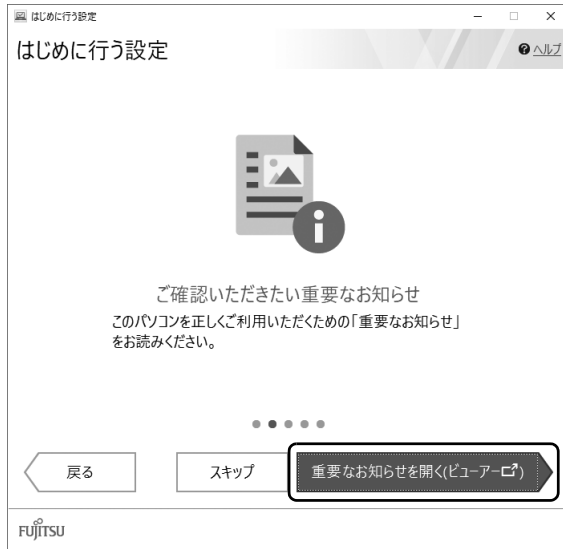 はじめに行う設定
はじめに行う設定
ヘルプ
ご確認いただきたい重要なお知らせ
このパソコンを正しくご利用いただくための「重要なお知らせ」
をお読みください。
戻る
スキップ
重要なお知らせを開く(ビューアー)
FUJITSU